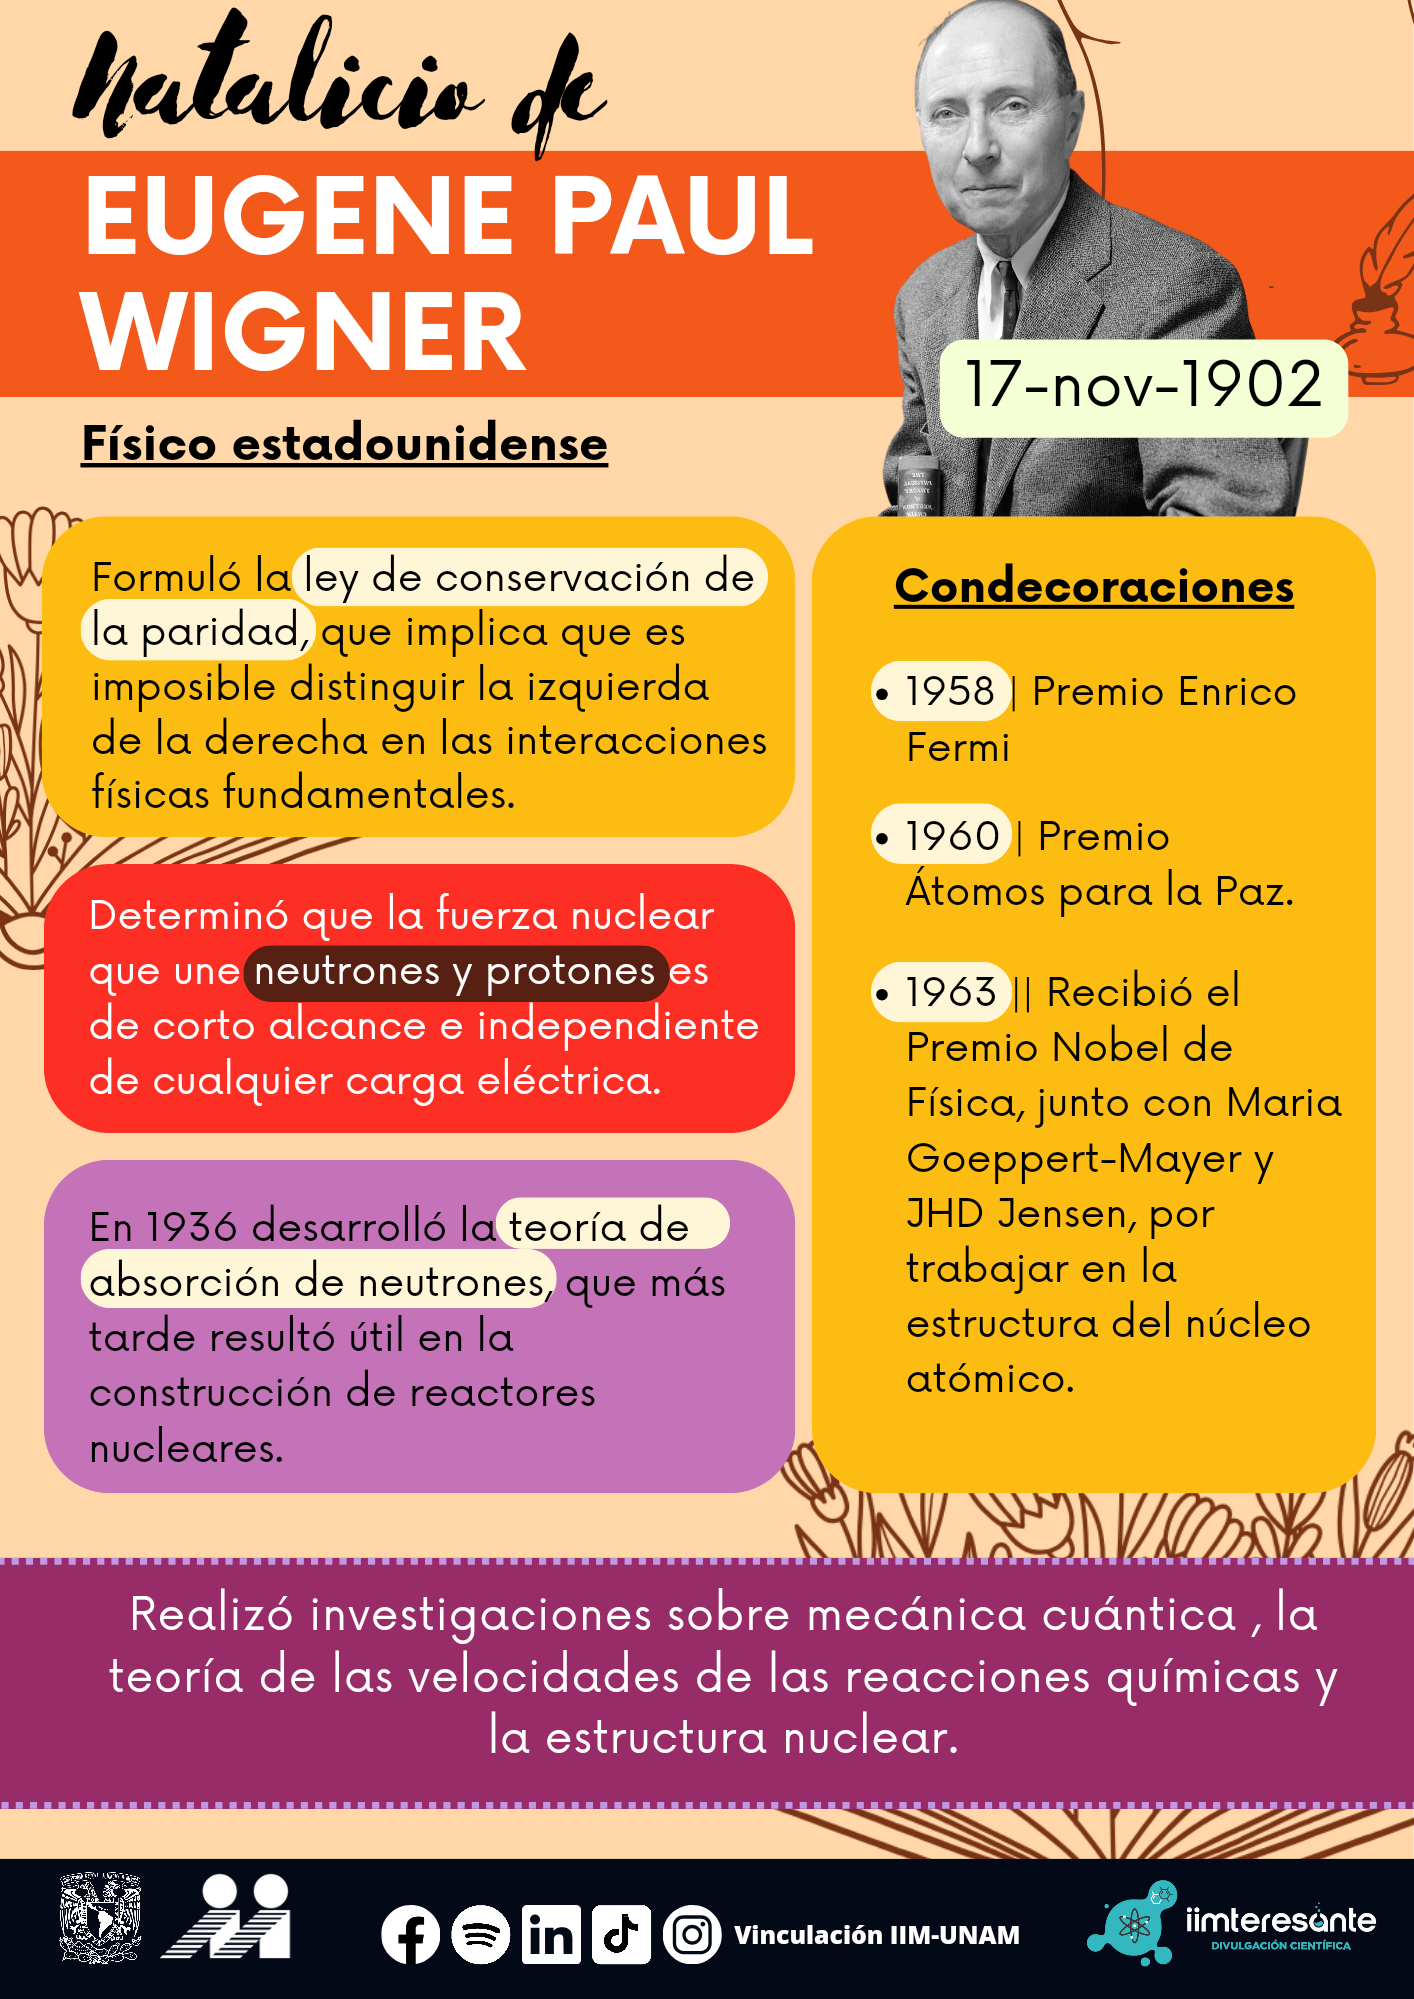 Natalicio de
EUGENE PAUL
WIGNER
17-nov-1902
Físico estadounidense
Formuló la ley de conservación de
la paridad, que implica que es
imposible distinguir la izquierda
de la derecha en las interacciones
físicas fundamentales.
Determinó que la fuerza nuclear
que une neutrones y protones es
de corto alcance e independiente
de cualquier carga eléctrica.
En 1936 desarrolló la teoría de
absorción de neutrones, que más
tarde resultó útil en la
construcción de reactores
nucleares.
Condecoraciones
• 1958 | Premio Enrico
Fermi
• 1960 | Premio
Átomos para la Paz.
• 1963 || Recibió el
Premio Nobel de
Física, junto con Maria
Goeppert-Mayer y
JHD Jensen, por
trabajar en la
estructura del núcleo
atómico.
Realizó investigaciones sobre mecánica cuántica , la
teoría de las velocidades de las reacciones químicas y
la estructura nuclear.
Vinculación IIM-UNAM
iimteresante
DIVULGACIÓN CIENTÍFICA